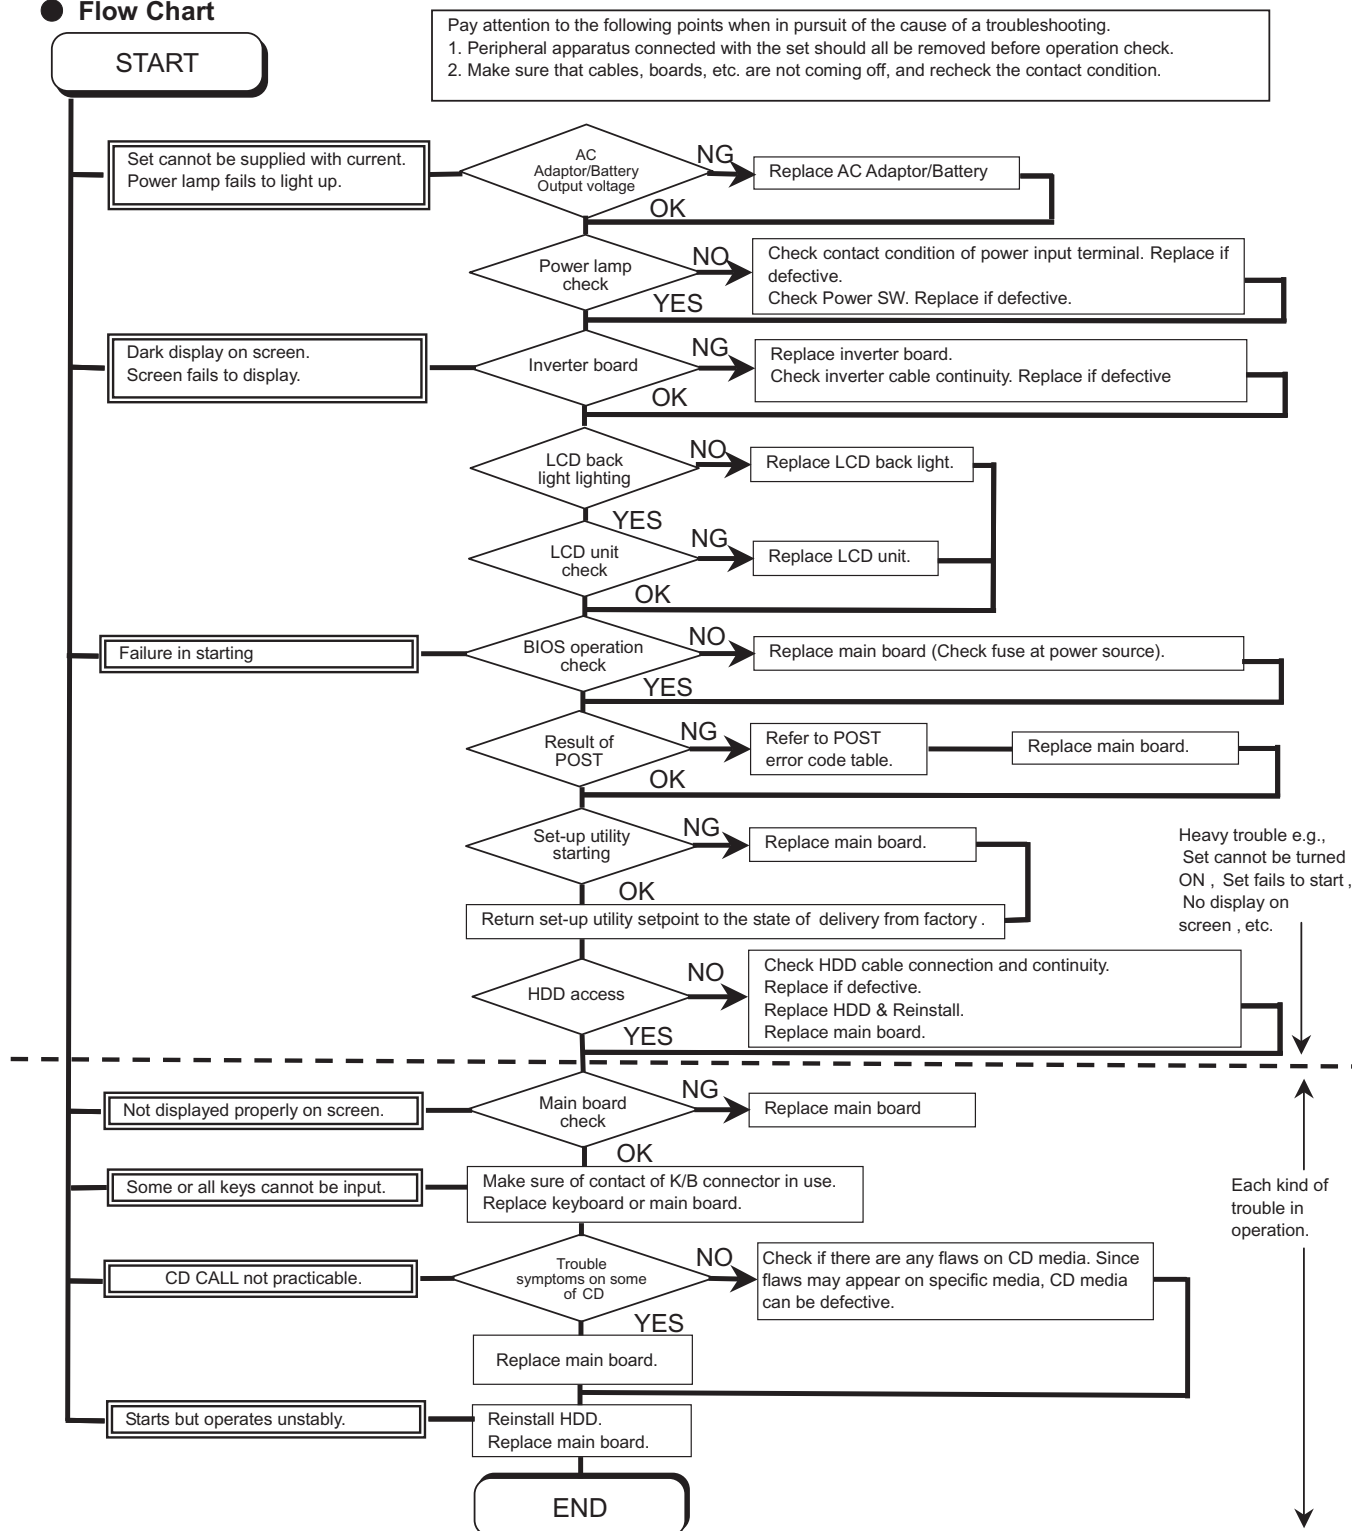 ● Flow Chart
START
Pay attention to the following points when in pursuit of the cause of a troubleshooting.
1. Peripheral apparatus connected with the set should all be removed before operation check.
2. Make sure that cables, boards, etc. are not coming off, and recheck the contact condition.
Set cannot be supplied with current.
Power lamp fails to light up.
AC
Adaptor/Battery
Output voltage
NG
Replace AC Adaptor/Battery
OK
Power lamp
check
NO
Check contact condition of power input terminal. Replace if
defective.
Check Power SW. Replace if defective.
YES
Dark display on screen.
Screen fails to display.
Inverter board
NG
Replace inverter board.
Check inverter cable continuity. Replace if defective
OK
LCD back
light lighting
NO
Replace LCD back light.
YES
LCD unit
check
NG
Replace LCD unit.
OK
Failure in starting
BIOS operation
check
NO
Replace main board (Check fuse at power source).
YES
Result of
POST
NG
Refer to POST
error code table.
Replace main board.
OK
Set-up utility
starting
NG
Replace main board.
OK
Return set-up utility setpoint to the state of delivery from factory .
Heavy trouble e.g.,
Set cannot be turned
ON , Set fails to start ,
No display on
screen , etc.
HDD access
NO
Check HDD cable connection and continuity.
Replace if defective.
Replace HDD & Reinstall.
Replace main board.
YES
Not displayed properly on screen.
Main board
check
NG
Replace main board
OK
Some or all keys cannot be input.
Make sure of contact of K/B connector in use.
Replace keyboard or main board.
Each kind of
trouble in
operation.
CD CALL not practicable.
Trouble
symptoms on some
of CD
NO
Check if there are any flaws on CD media. Since
flaws may appear on specific media, CD media
can be defective.
YES
Replace main board.
Starts but operates unstably.
Reinstall HDD.
Replace main board.
END